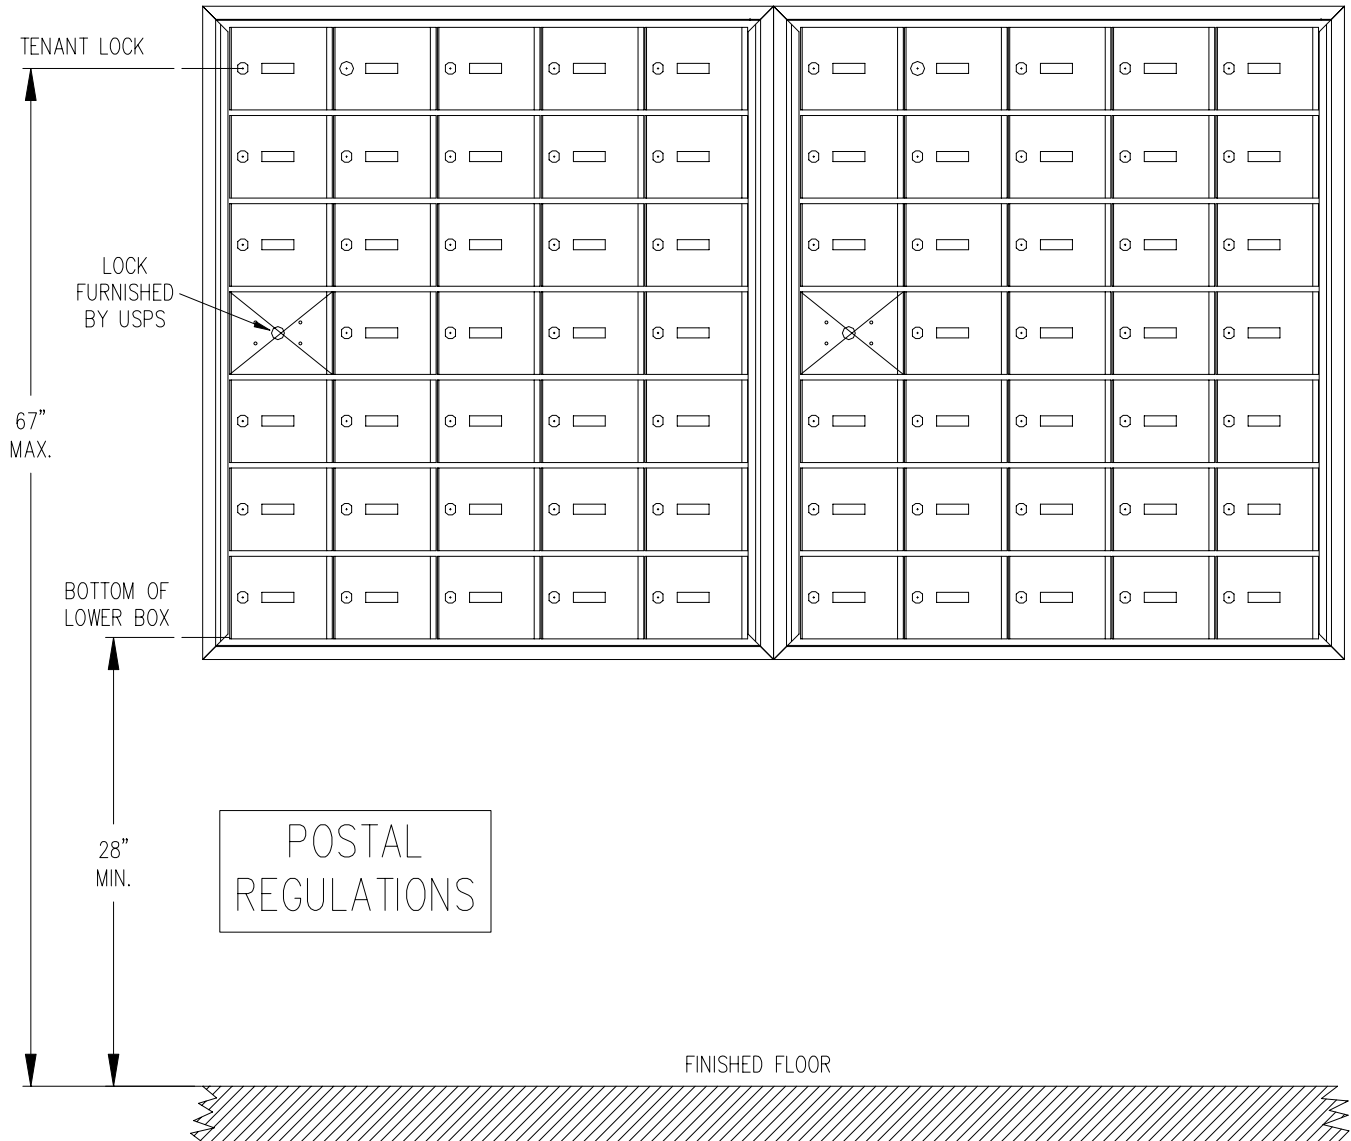 TENANT LOCK
LOCK
FURNISHED
BY USPS
67”
MAX.
BOTTOM OF
LOWER BOX
28”
MIN.
POSTAL
REGULATIONS
FINISHED FLOOR